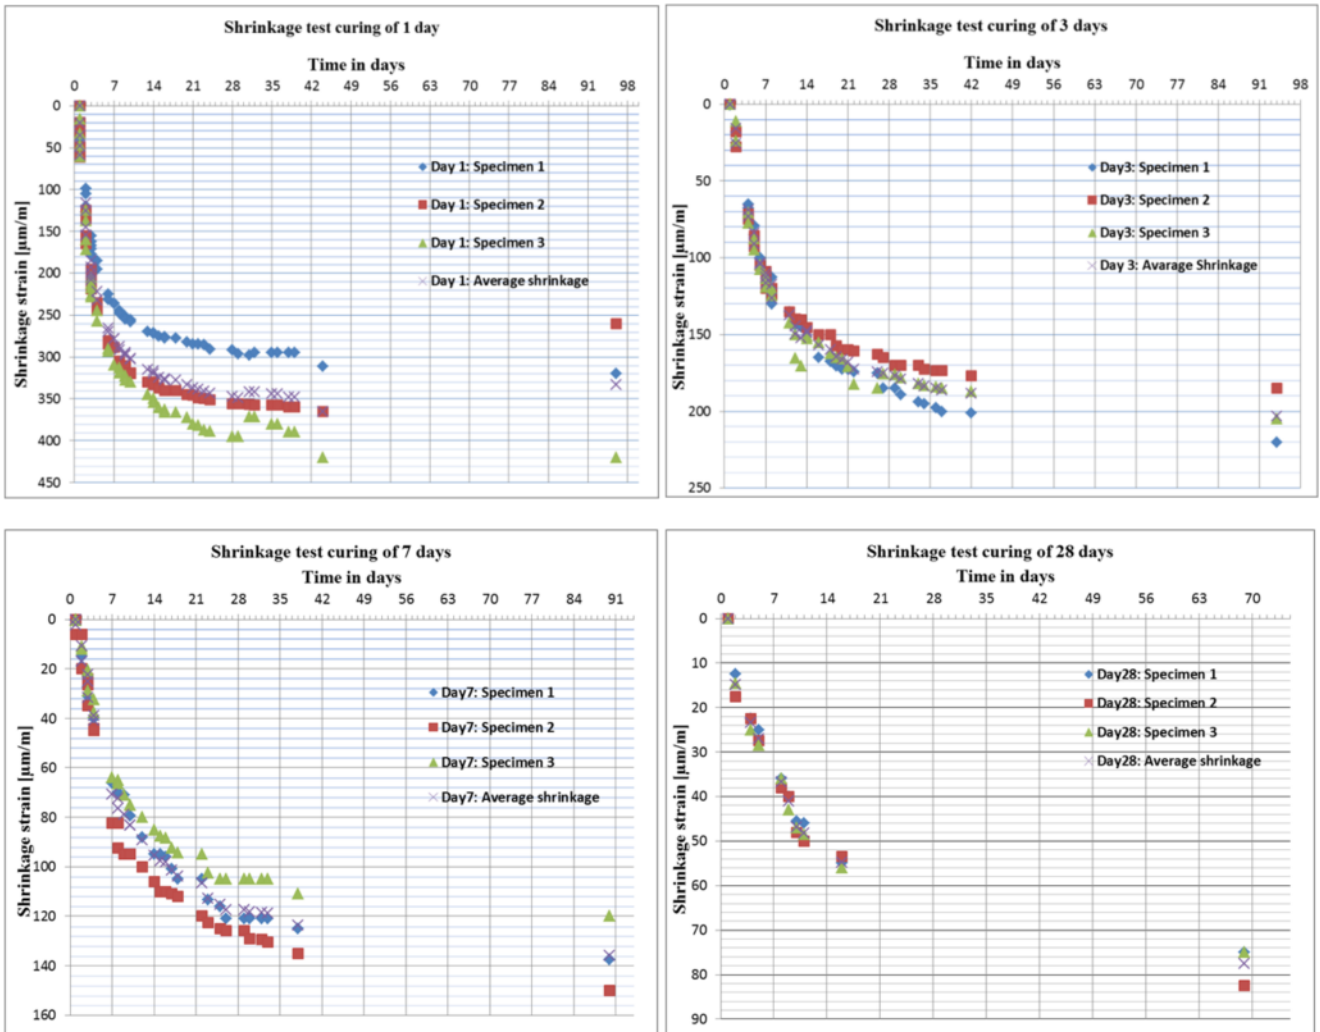 Shrinkage test curing of 1 day
Time in days
0 7 14 21 28 35 42 49 56 63 70 77 84 91 98
Shrinkage strain [µm/m]
0
50
100
150
200
250
300
350
400
450
Day 1: Specimen 1
Day 1: Specimen 2
Day 1: Specimen 3
Day 1: Average shrinkage
Shrinkage test curing of 3 days
Time in days
0 7 14 21 28 35 42 49 56 63 70 77 84 91 98
Shrinkage strain [µm/m]
0
50
100
150
200
250
Day3: Specimen 1
Day3: Specimen 2
Day3: Specimen 3
Day 3: Avarage Shrinkage
Shrinkage test curing of 7 days
Time in days
0 7 14 21 28 35 42 49 56 63 70 77 84 91
Shrinkage strain [µm/m]
0
20
40
60
80
100
120
140
160
Day7: Specimen 1
Day7: Specimen 2
Day7: Specimen 3
Day7: Average shrinkage
Shrinkage test curing of 28 days
Time in days
0 7 14 21 28 35 42 49 56 63 70
Shrinkage strain [µm/m]
0
10
20
30
40
50
60
70
80
90
Day28: Specimen 1
Day28: Specimen 2
Day28: Specimen 3
Day28: Average shrinkage